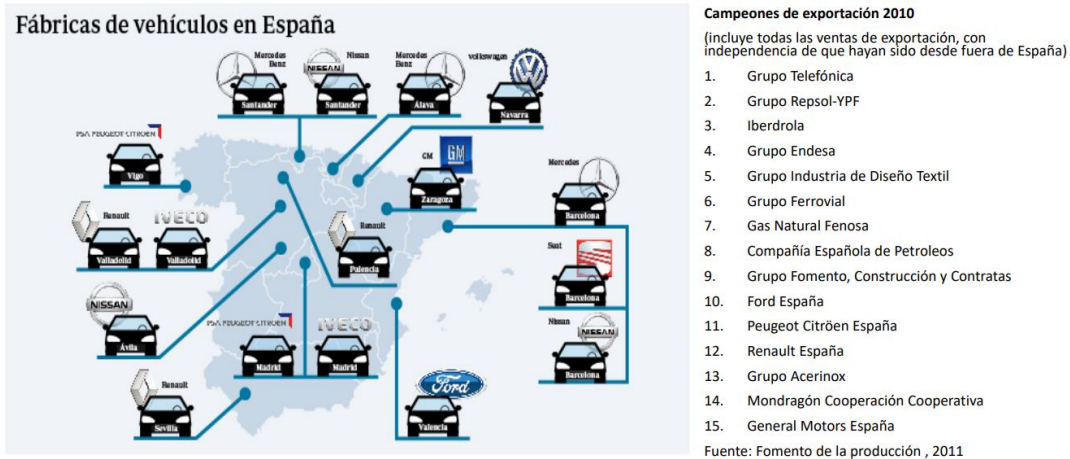 Fábricas de vehículos en España
Mercedes
Benz
Santander
NISSAN
Nissan
Santander
Mercedes
Benz
Álava
volkswagen
Navarra
PSA PEUGEOT CITROËN
Vigo
GM
GM
Zaragoza
Mercedes
Barcelona
Renault
Valladolid
IVECO
Valladolid
Renault
Palencia
Seat
Barcelona
NISSAN
Ávila
PSA PEUGEOT CITROËN
Madrid
IVECO
Madrid
Nissan
NISSAN
Barcelona
Renault
Sevilla
Ford
Valencia
Campeones de exportación 2010
(incluye todas las ventas de exportación, con
independencia de que hayan sido desde fuera de España)
1. Grupo Telefónica
2. Grupo Repsol-YPF
3. Iberdrola
4. Grupo Endesa
5. Grupo Industria de Diseño Textil
6. Grupo Ferrovial
7. Gas Natural Fenosa
8. Compañía Española de Petroleos
9. Grupo Fomento, Construcción y Contratas
10. Ford España
11. Peugeot Citröen España
12. Renault España
13. Grupo Acerinox
14. Mondragón Cooperación Cooperativa
15. General Motors España
Fuente: Fomento de la producción , 2011